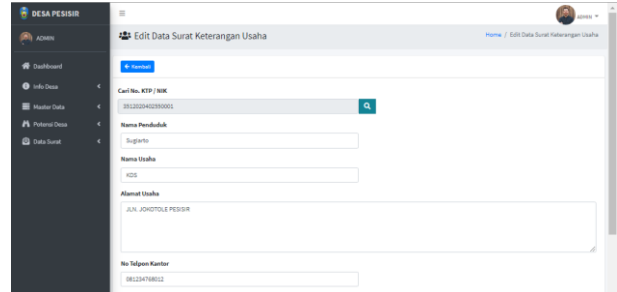 DESA PESISIR
ADMIN
ADMIN
Edit Data Surat Keterangan Usaha
Home / Edit Data Surat Keterangan Usaha
Dashboard
Info Desa
Master Data
Potensi Desa
Data Surat
Kembali
Cari No. KTP / NIK
3512020402990001
Nama Penduduk
Sugiarto
Nama Usaha
KDS
Alamat Usaha
JLN. JOKOTOLE PESISIR
No Telpon Kantor
081234768012